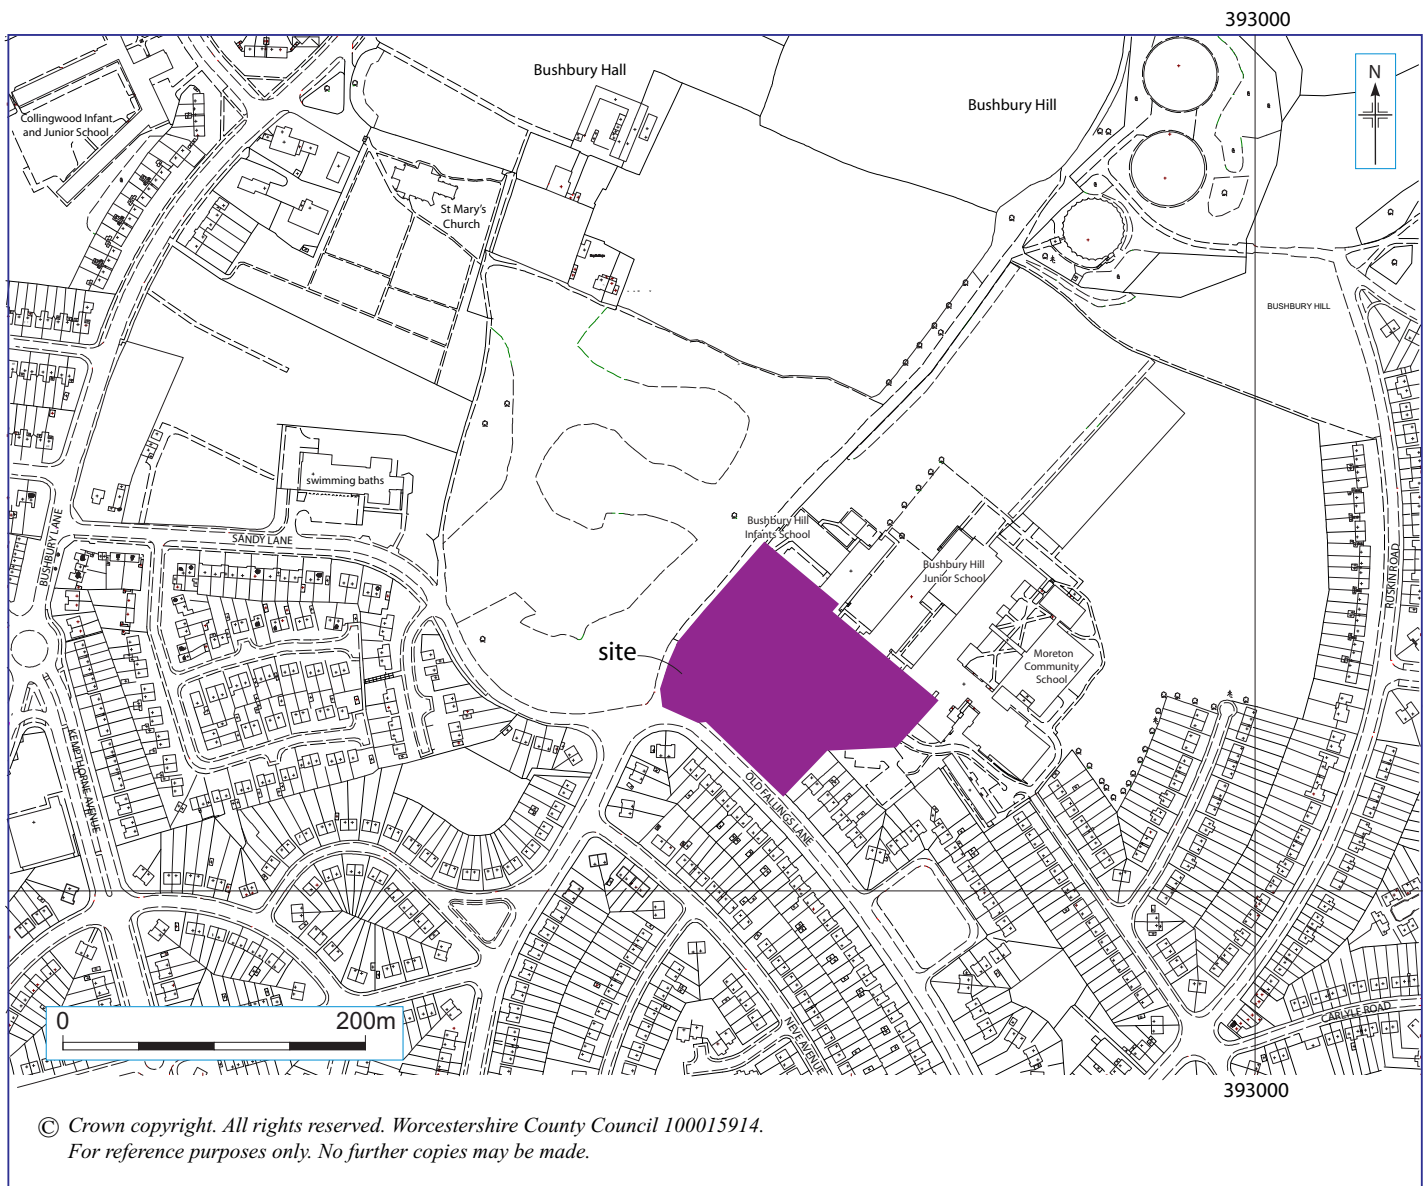 393000
Bushbury Hall
N
Bushbury Hill
Collingwood Infant
and Junior School
St Mary's
Church
BUSHBURY HILL
swimming baths
Bushbury Hill
Infants School
BUSHBURY LANE
SANDY LANE
Bushbury Hill
Junior School
RUSKIN ROAD
site
Moreton
Community
School
KEMPTHORNE AVENUE
OLD FALLINGS LANE
0 200m
NEVE AVENUE
CARLYLE ROAD
393000
© Crown copyright. All rights reserved. Worcestershire County Council 100015914.
For reference purposes only. No further copies may be made.